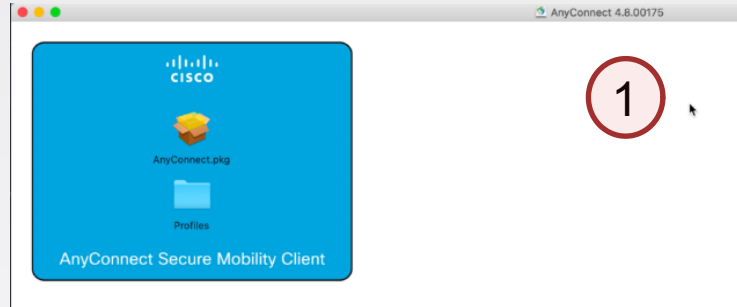 AnyConnect 4.8.00175
CISCO
AnyConnect.pkg
Profiles
AnyConnect Secure Mobility Client
1